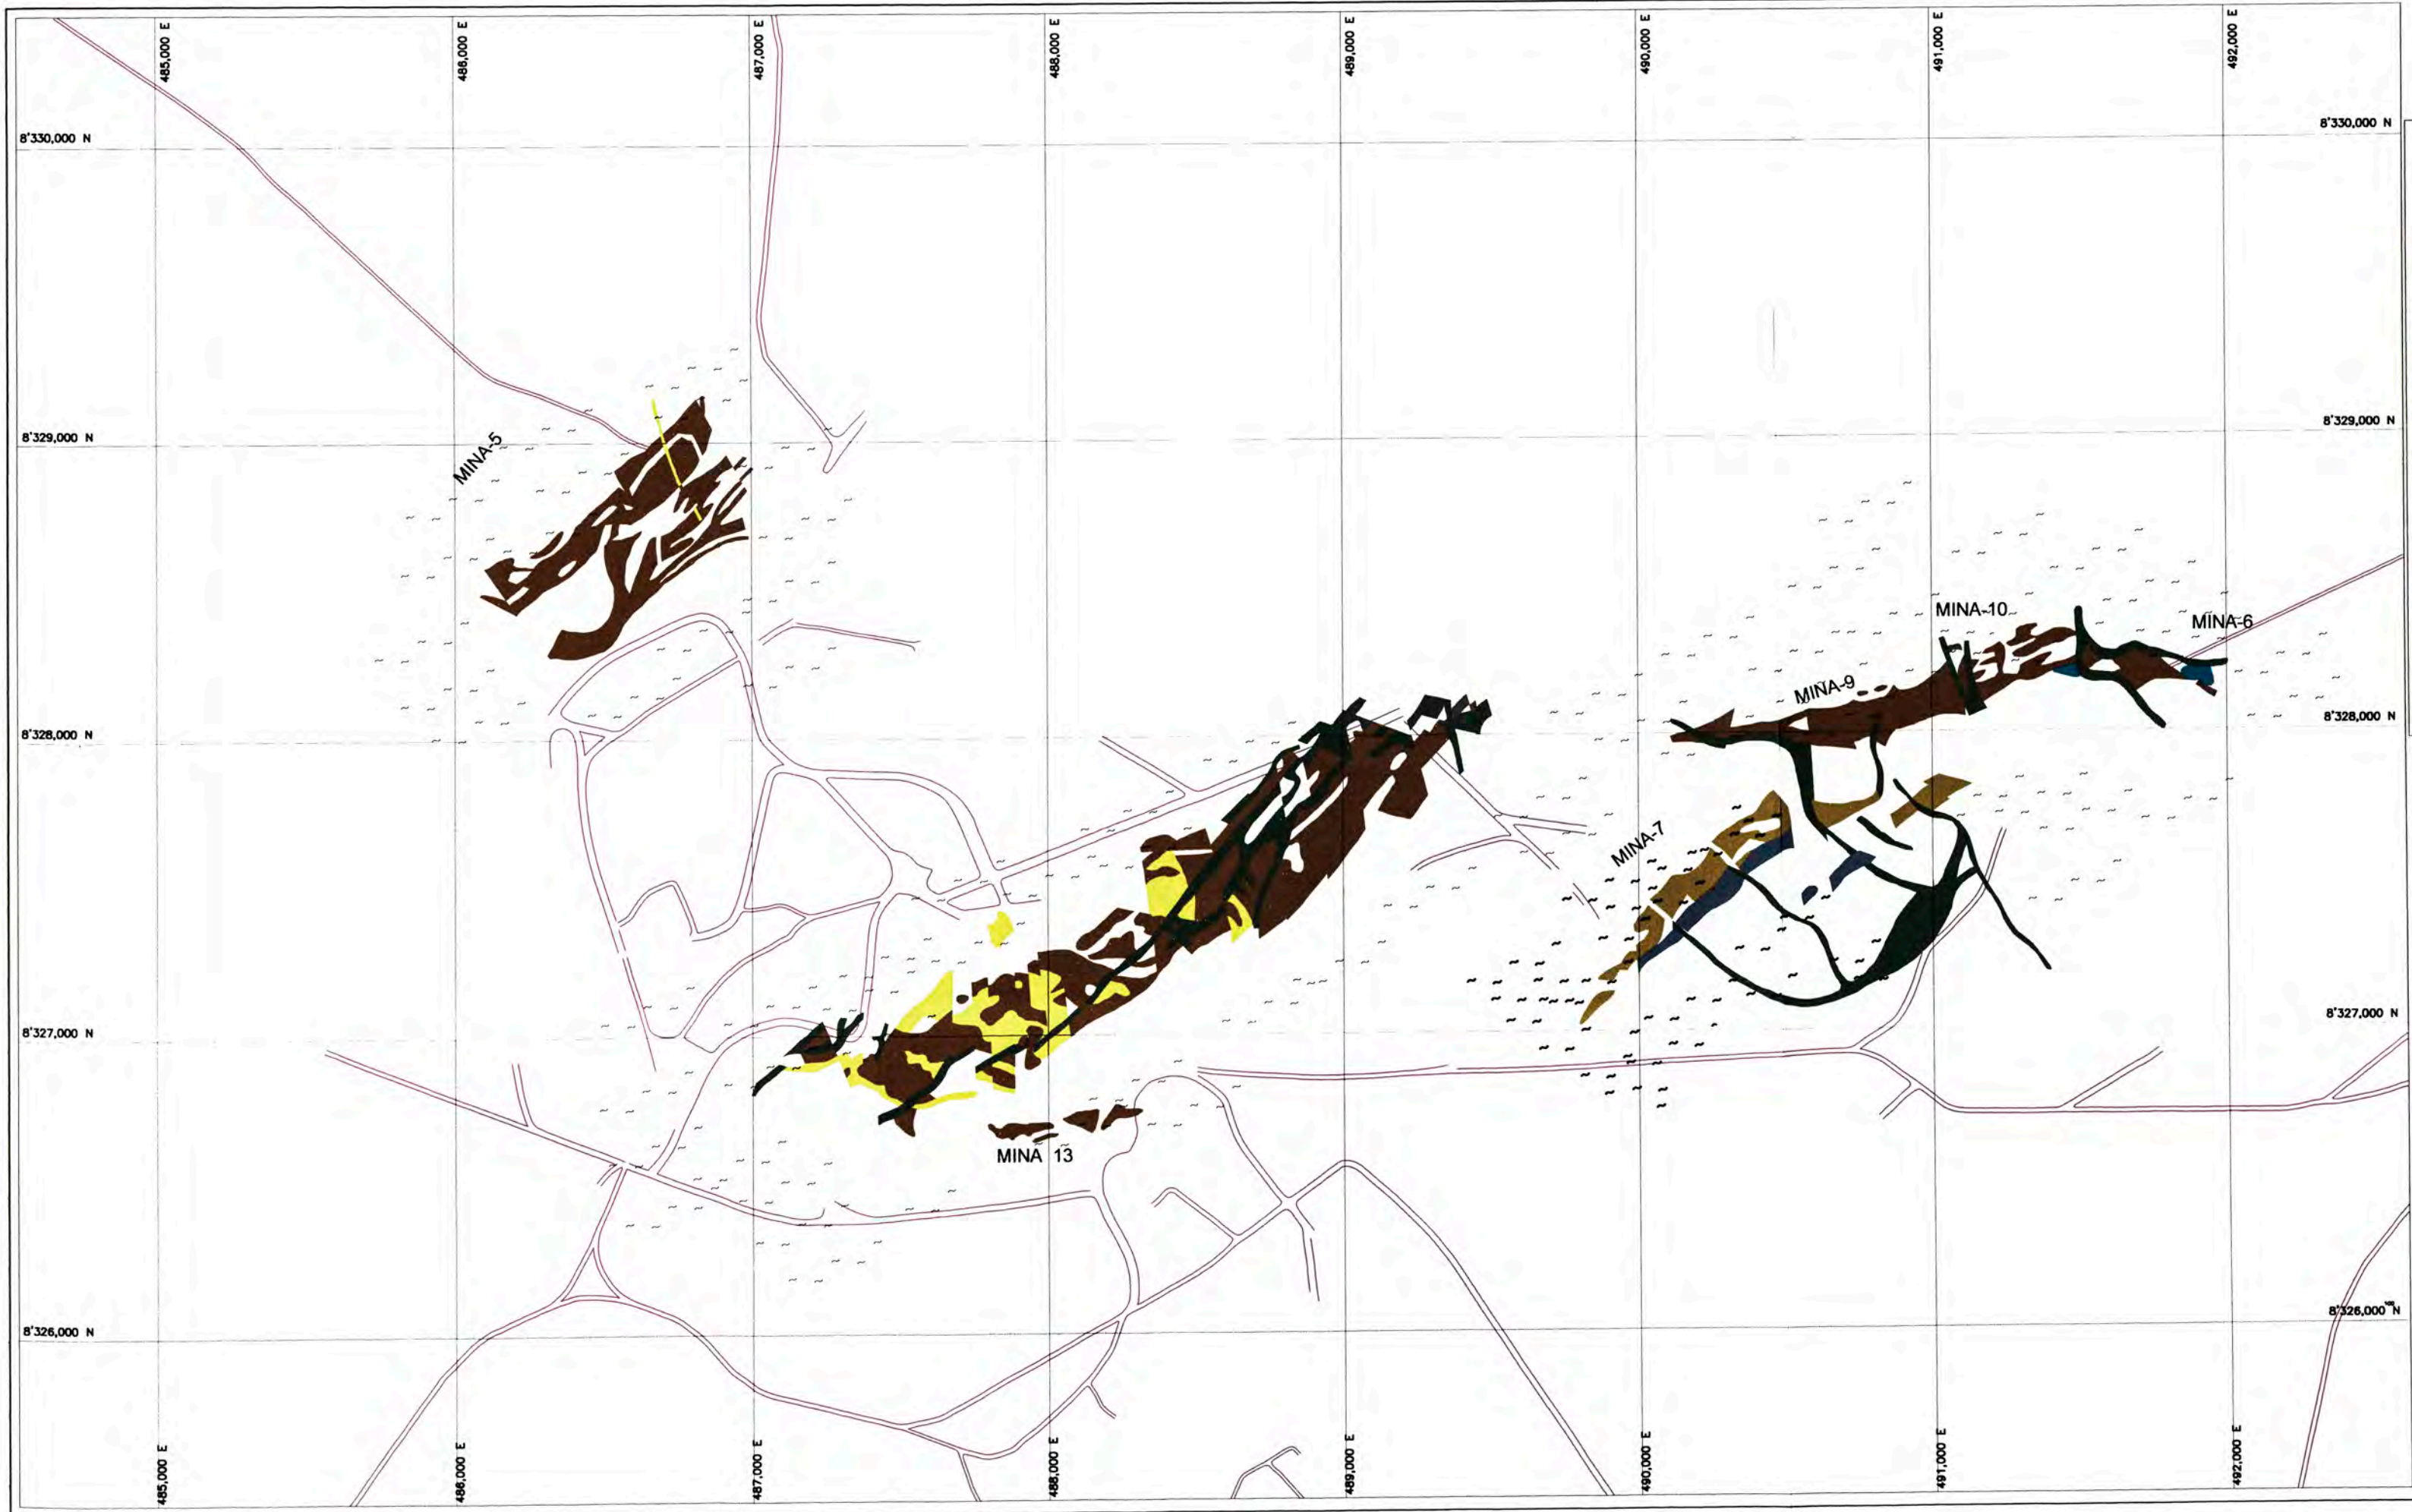 485,000 E
486,000 E
487,000 E
488,000 E
489,000 E
490,000 E
491,000 E
492,000 E
8'330,000 N
8'330,000 N
8'329,000 N
8'329,000 N
MINA-5
MINA-10
MINA-6
MINA-9
8'328,000 N
8'328,000 N
MINA-7
8'327,000 N
8'327,000 N
MINA 13
8'326,000 N
8'326,000 N
485,000 E
486,000 E
487,000 E
488,000 E
489,000 E
490,000 E
491,000 E
492,000 E